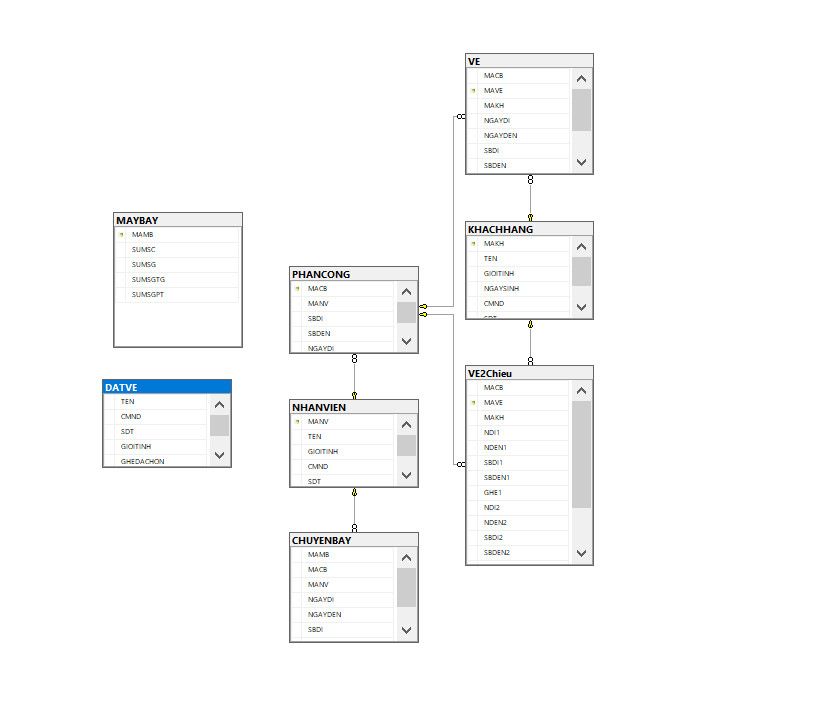 VE
MACB
MAVE
MAKH
NGAYDI
NGAYDEN
SBDI
SBDEN
MAYBAY
MAMB
SUMSC
SUMSG
SUMSGTG
SUMSGPT
KHACHHANG
MAKH
TEN
GIOITINH
NGAYSINH
CMND
SDT
PHANCONG
MACB
MANV
SBDI
SBDEN
NGAYDI
DATVE
TEN
CMND
SDT
GIOITINH
GHEDACHON
NHANVIEN
MANV
TEN
GIOITINH
CMND
SDT
VE2Chieu
MACB
MAVE
MAKH
NDI1
NDEN1
SBDI1
SBDEN1
GHE1
NDI2
NDEN2
SBDI2
SBDEN2
CHUYENBAY
MAMB
MACB
MANV
NGAYDI
NGAYDEN
SBDI